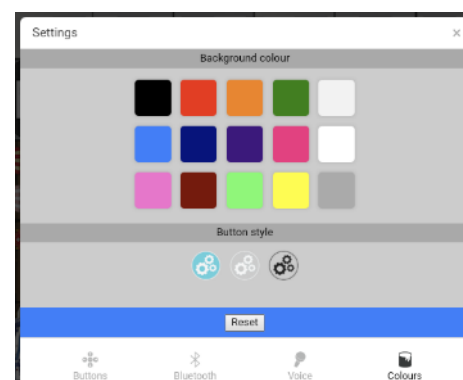 Settings ×
Background colour
Button style
Reset
Buttons Bluetooth Voice Colours